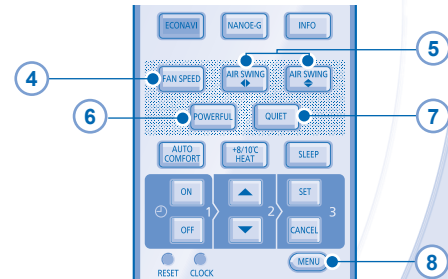 ECONAVI NANOE-G INFO
5
4 FAN SPEED AIR SWING AIR SWING
6 POWERFUL QUIET 7
AUTO COMFORT +8/10℃ HEAT SLEEP
ON SET
1 2 3
OFF CANCEL
RESET CLOCK MENU 8